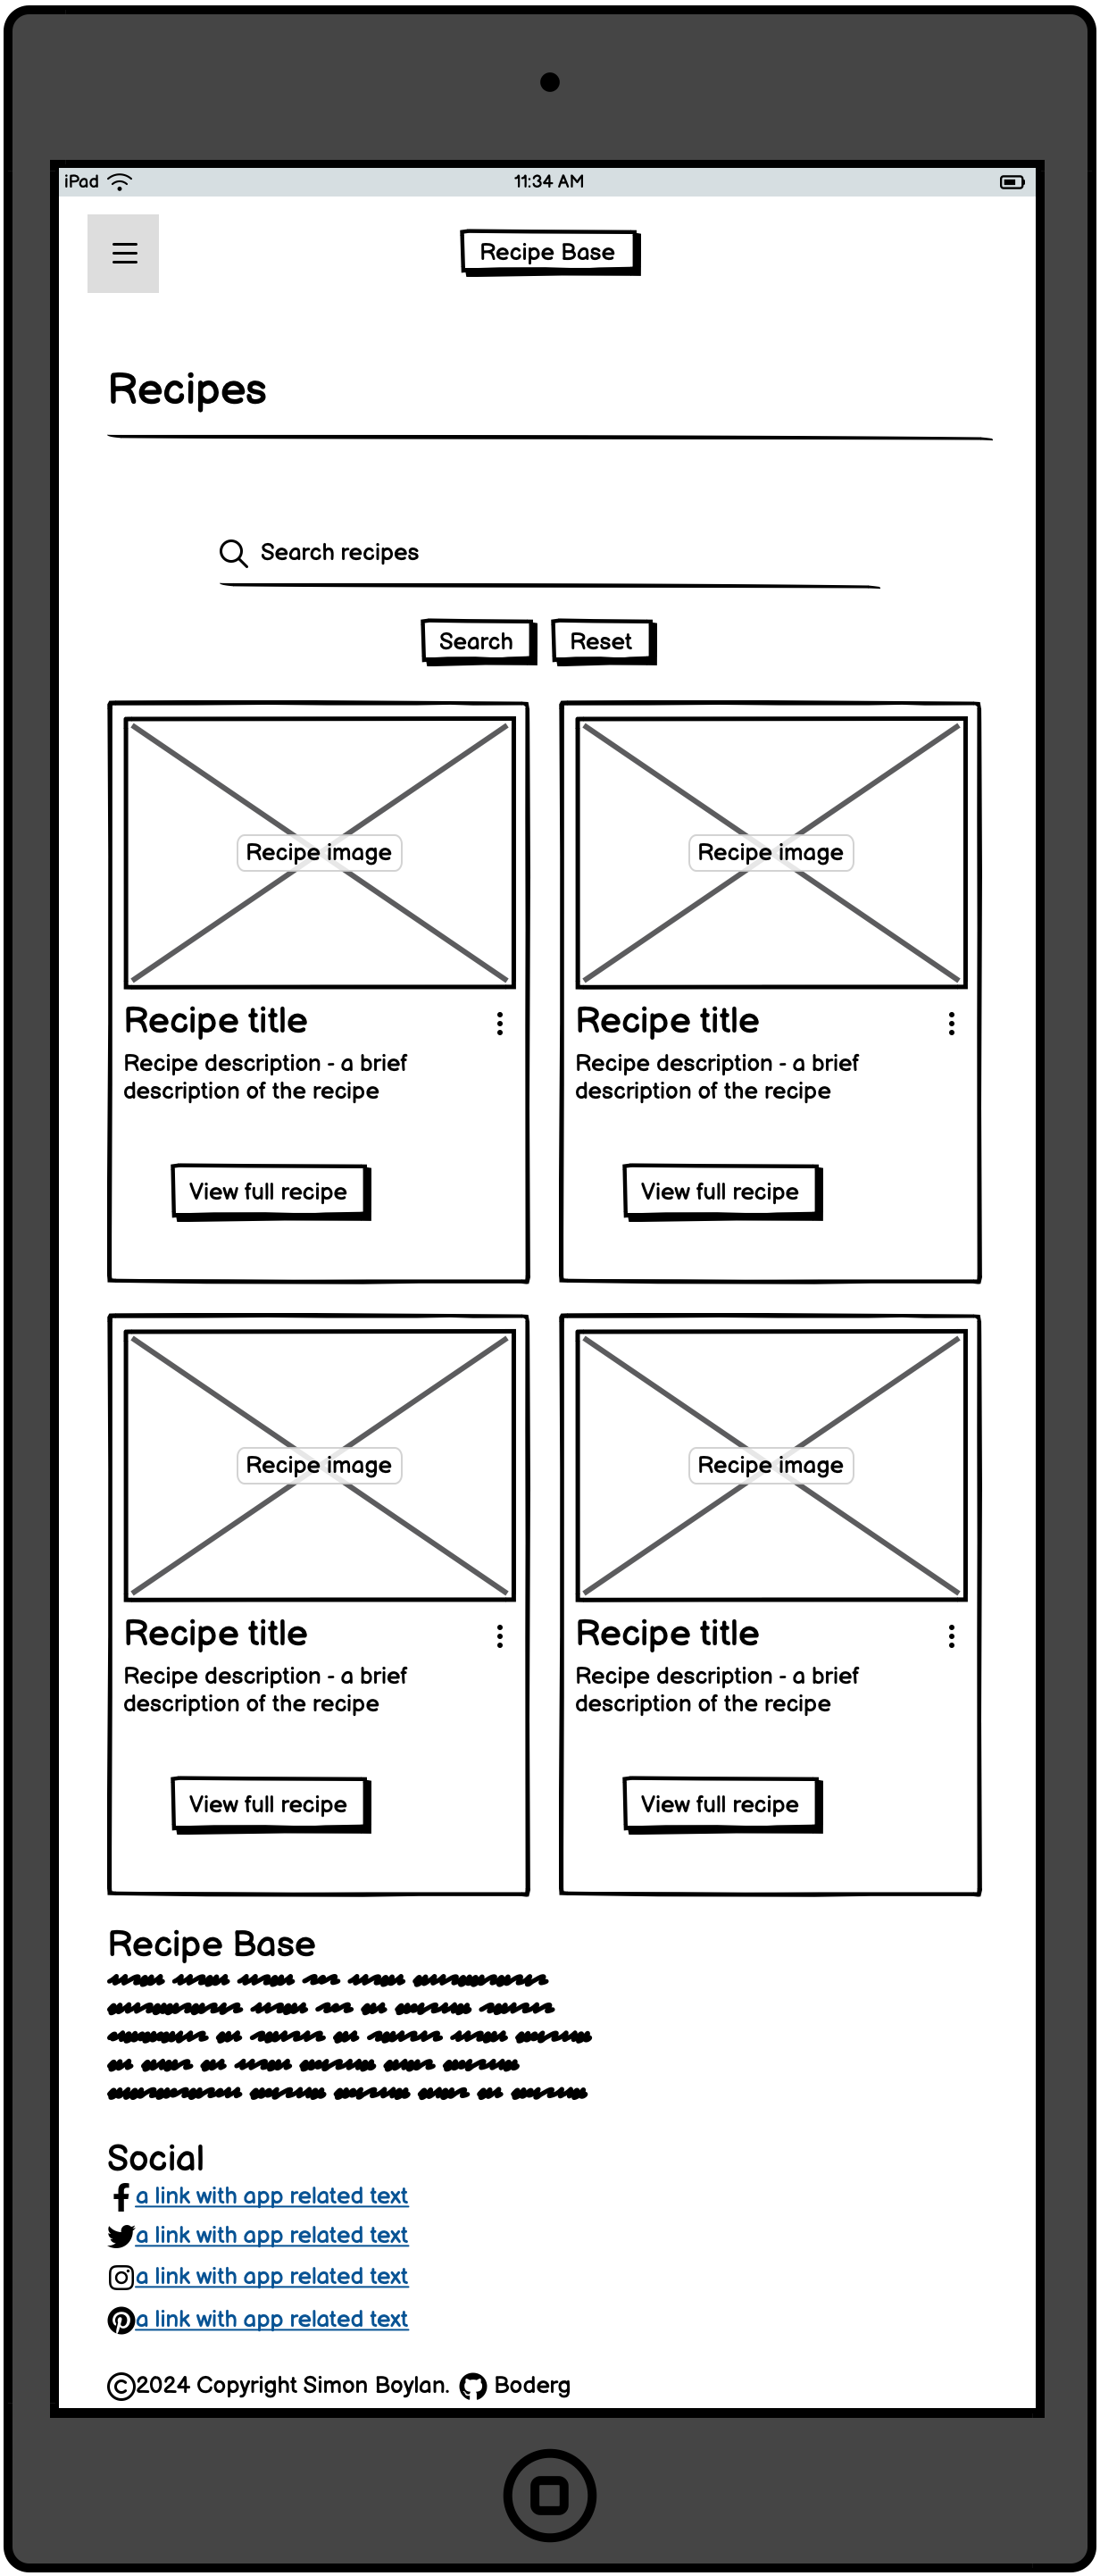 iPad
11:34 AM
Recipe Base
Recipes
Search recipes
Search
Reset
Recipe image
Recipe image
Recipe title
Recipe description - a brief
description of the recipe
View full recipe
Recipe title
Recipe description - a brief
description of the recipe
View full recipe
Recipe image
Recipe image
Recipe title
Recipe description - a brief
description of the recipe
View full recipe
Recipe title
Recipe description - a brief
description of the recipe
View full recipe
Recipe Base
Social
a link with app related text
a link with app related text
a link with app related text
a link with app related text
©2024 Copyright Simon Boylan. Boderg